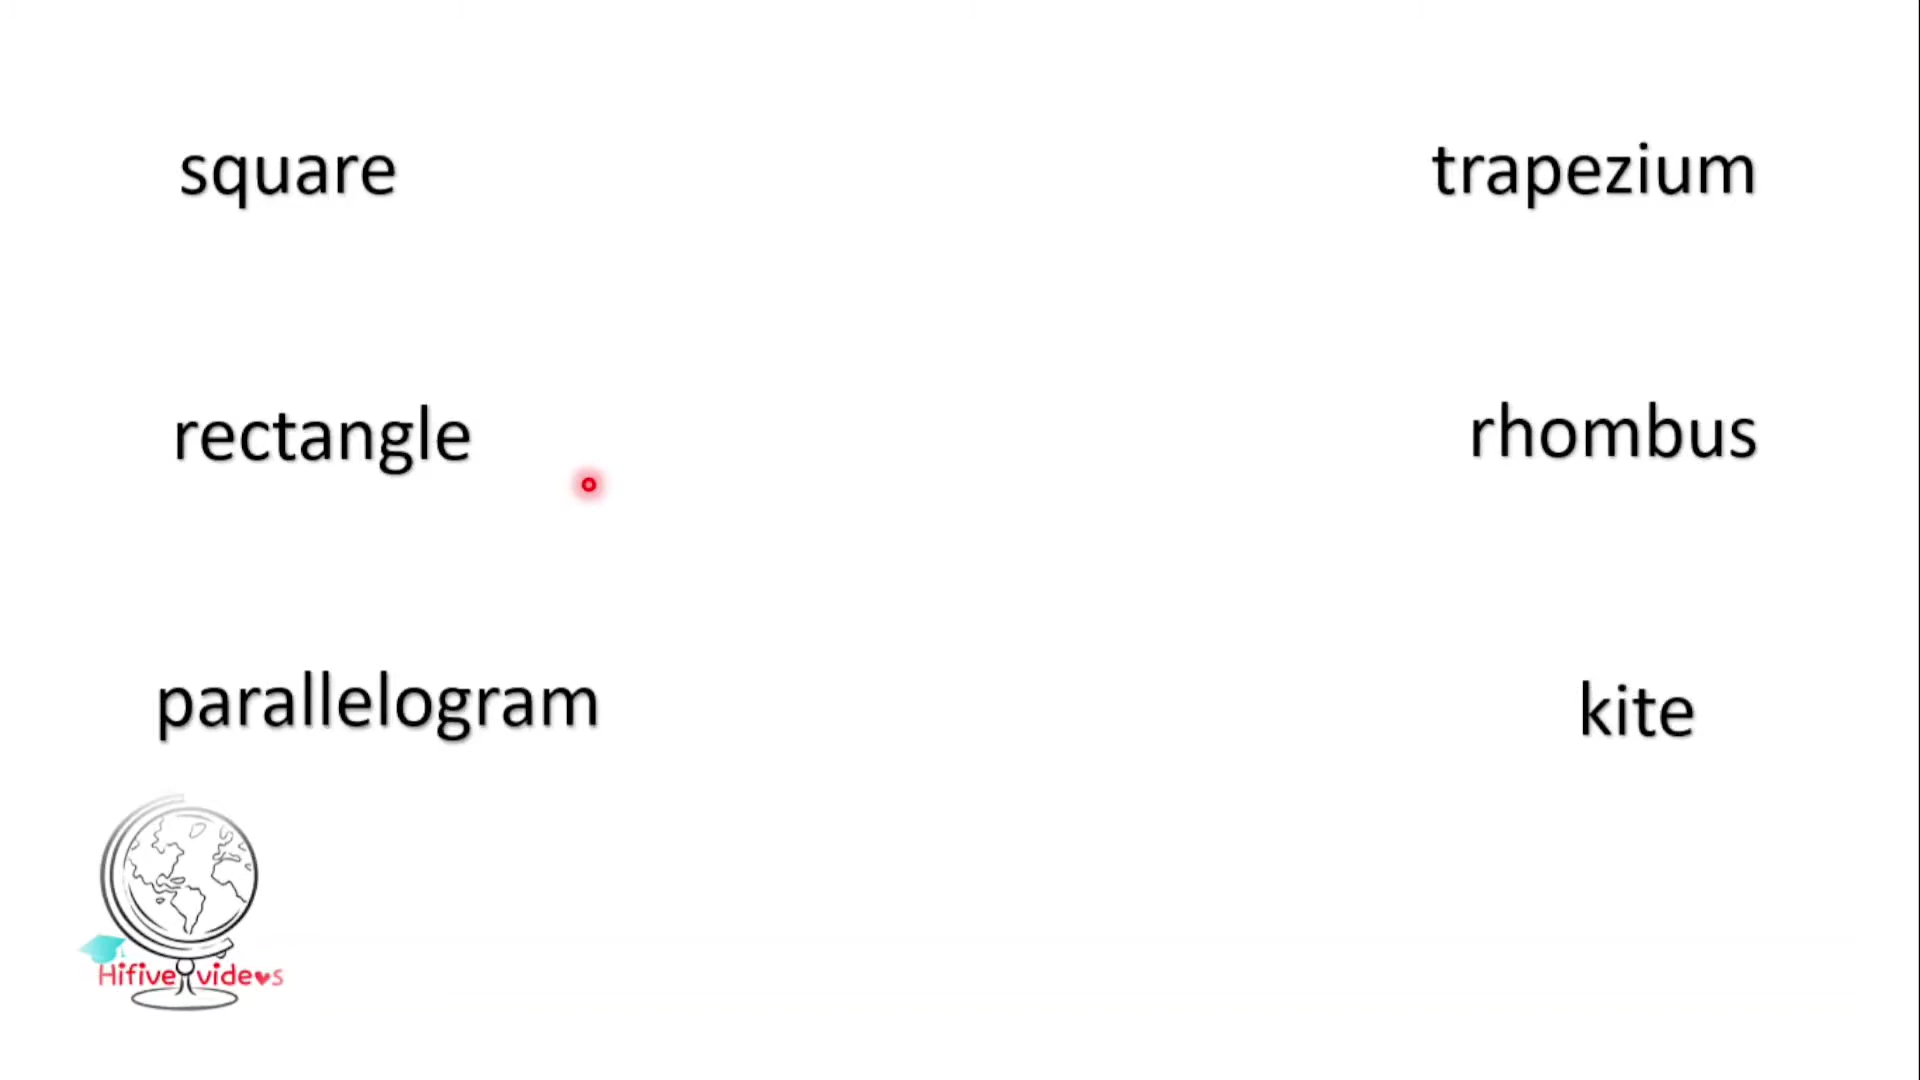 square
trapezium
rectangle
rhombus
parallelogram
kite
Hifive videos